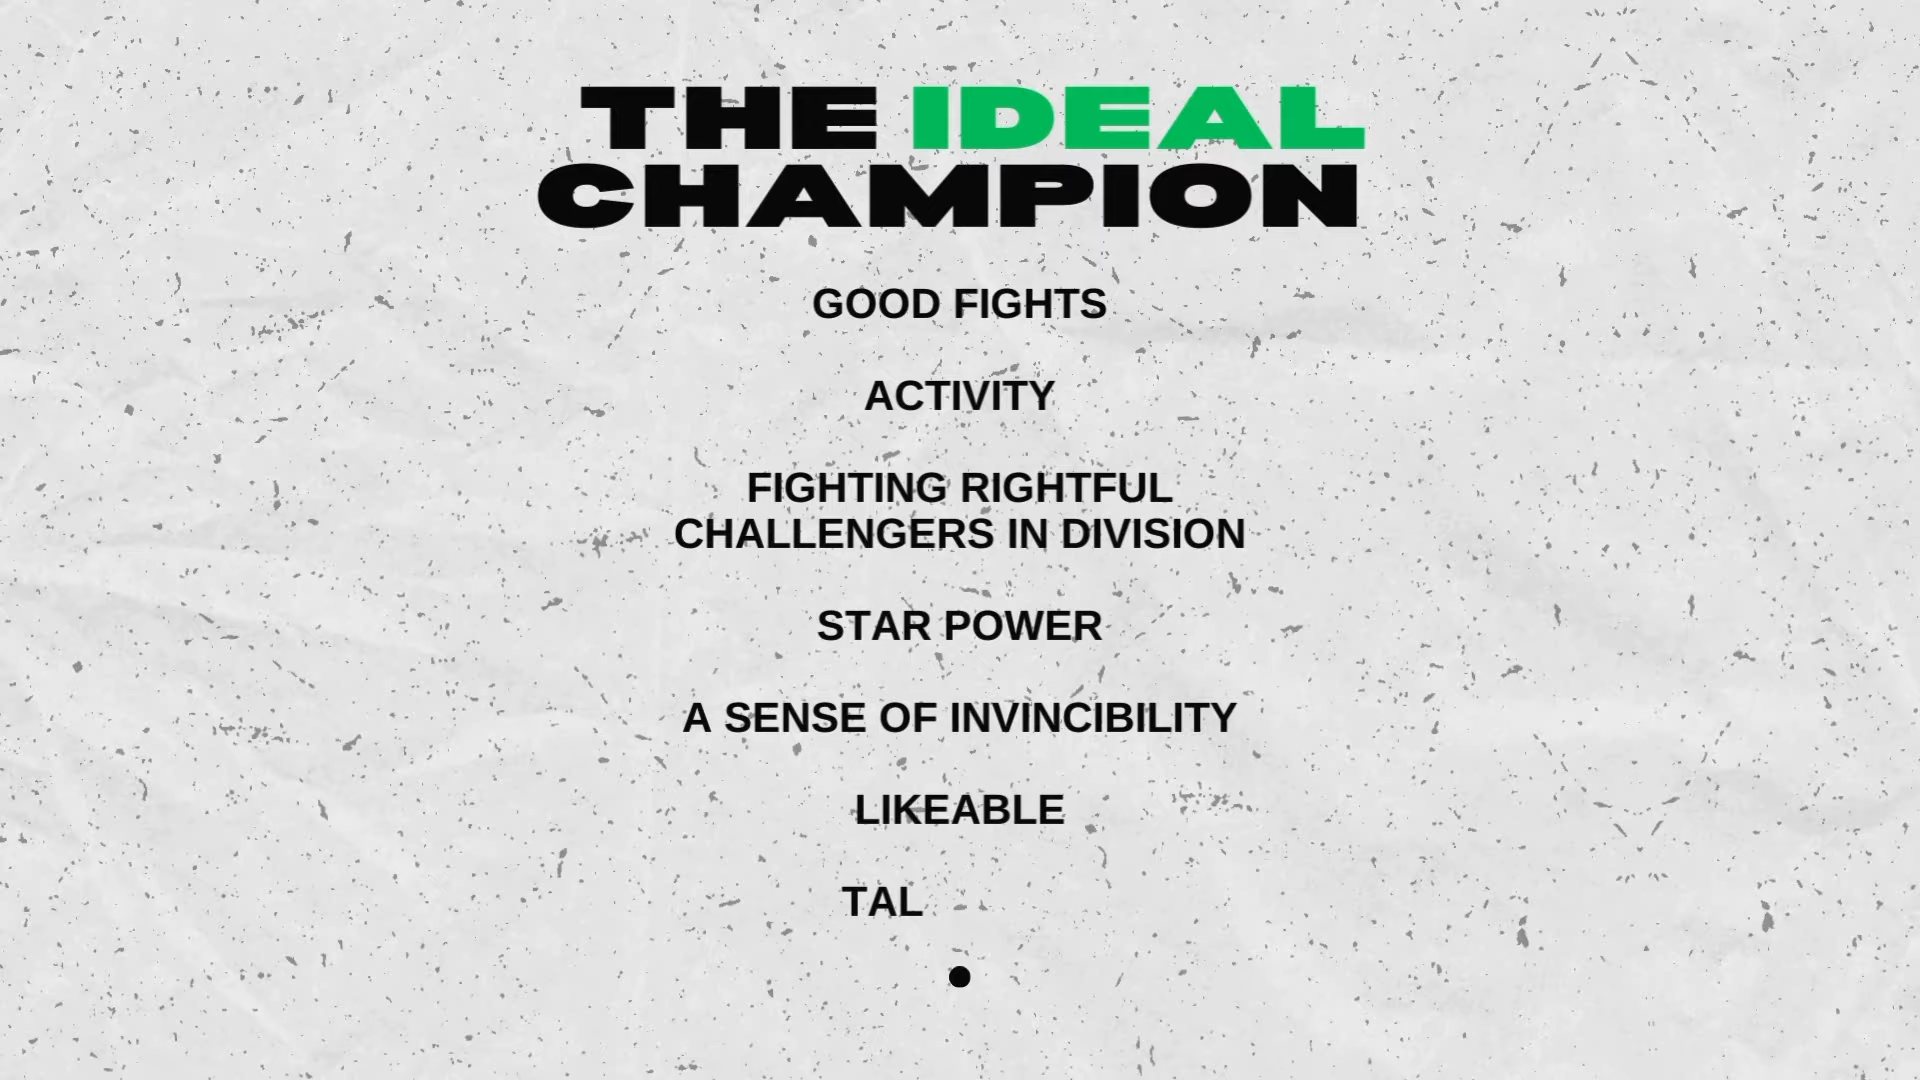 THE IDEAL
CHAMPION
GOOD FIGHTS
ACTIVITY
FIGHTING RIGHTFUL
CHALLENGERS IN DIVISION
STAR POWER
A SENSE OF INVINCIBILITY
LIKEABLE
TAL